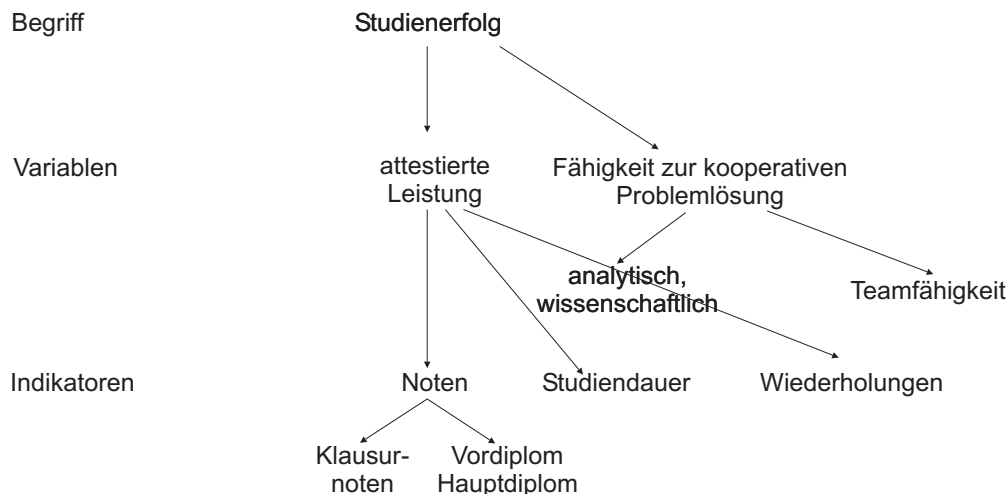 Begriff
Studienerfolg
Variablen
attestierte
Leistung
Fähigkeit zur kooperativen
Problemlösung
analytisch,
wissenschaftlich
Teamfähigkeit
Indikatoren
Noten
Studiendauer
Wiederholungen
Klausur-
noten
Vordiplom
Hauptdiplom